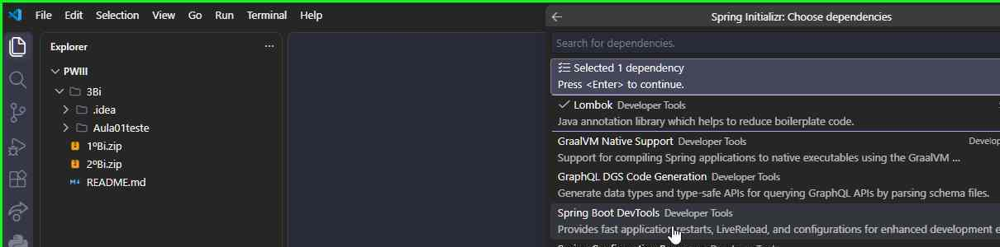 File Edit Selection View Go Run Terminal Help
Spring Initializr: Choose dependencies
Explorer
Search for dependencies.
PWIII
Selected 1 dependency
Press <Enter> to continue.
3Bi
.idea
Lombok Developer Tools
Java annotation library which helps to reduce boilerplate code.
Aula01teste
1ºBi.zip
GraalVM Native Support Developer Tools
Support for compiling Spring applications to native executables using the GraalVM ...
2ºBi.zip
README.md
GraphQL DGS Code Generation Developer Tools
Generate data types and type-safe APIs for querying GraphQL APIs by parsing schema files.
Spring Boot DevTools Developer Tools
Provides fast application restarts, LiveReload, and configurations for enhanced development